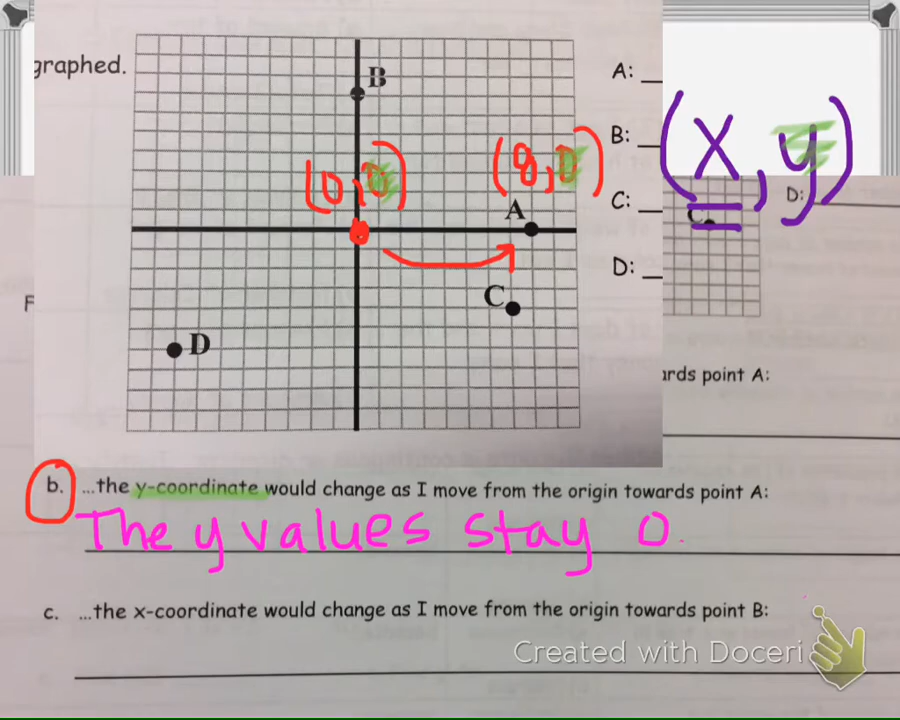 graphed.
B
A:
B:
(0,0)
(8,0)
(x,y)
A
C:
D:
C
D:
C
D
F
ards point A:
b. ...the y-coordinate would change as I move from the origin towards point A:
The y values stay 0.
c. ...the x-coordinate would change as I move from the origin towards point B:
Created with Doceri